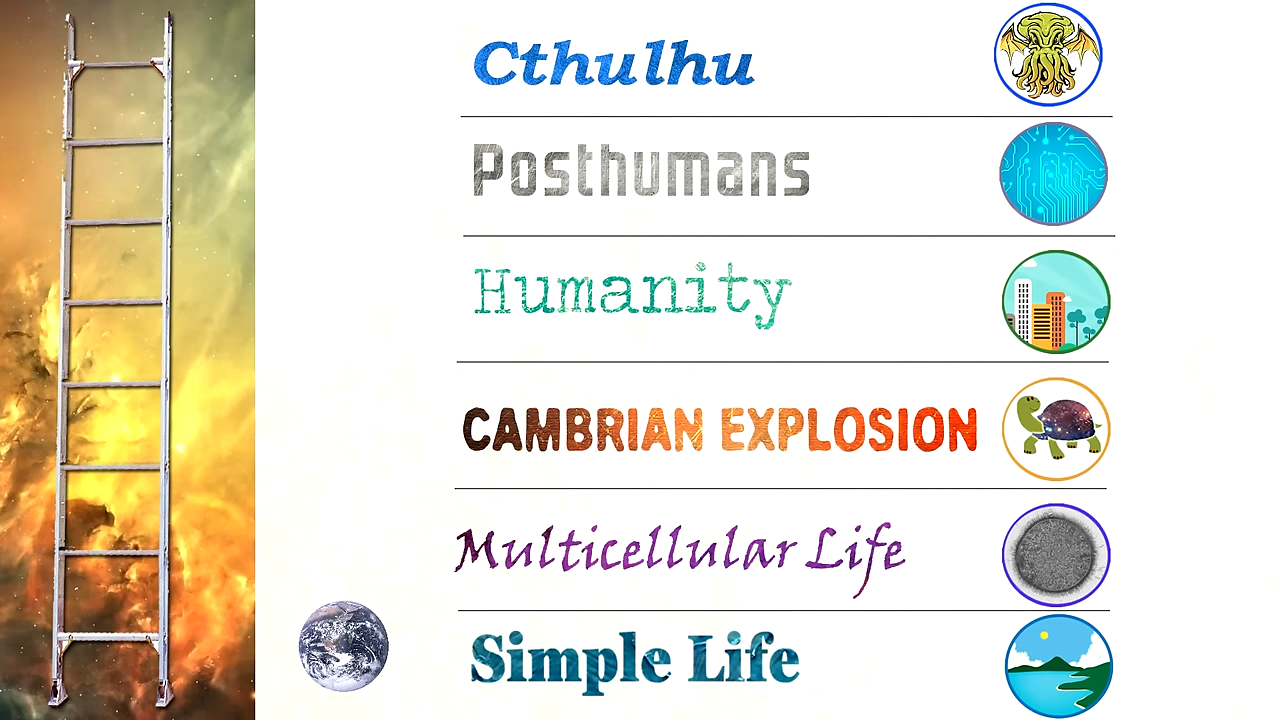 Cthulhu
Posthumans
Humanity
CAMBRIAN EXPLOSION
Multicellular Life
Simple Life